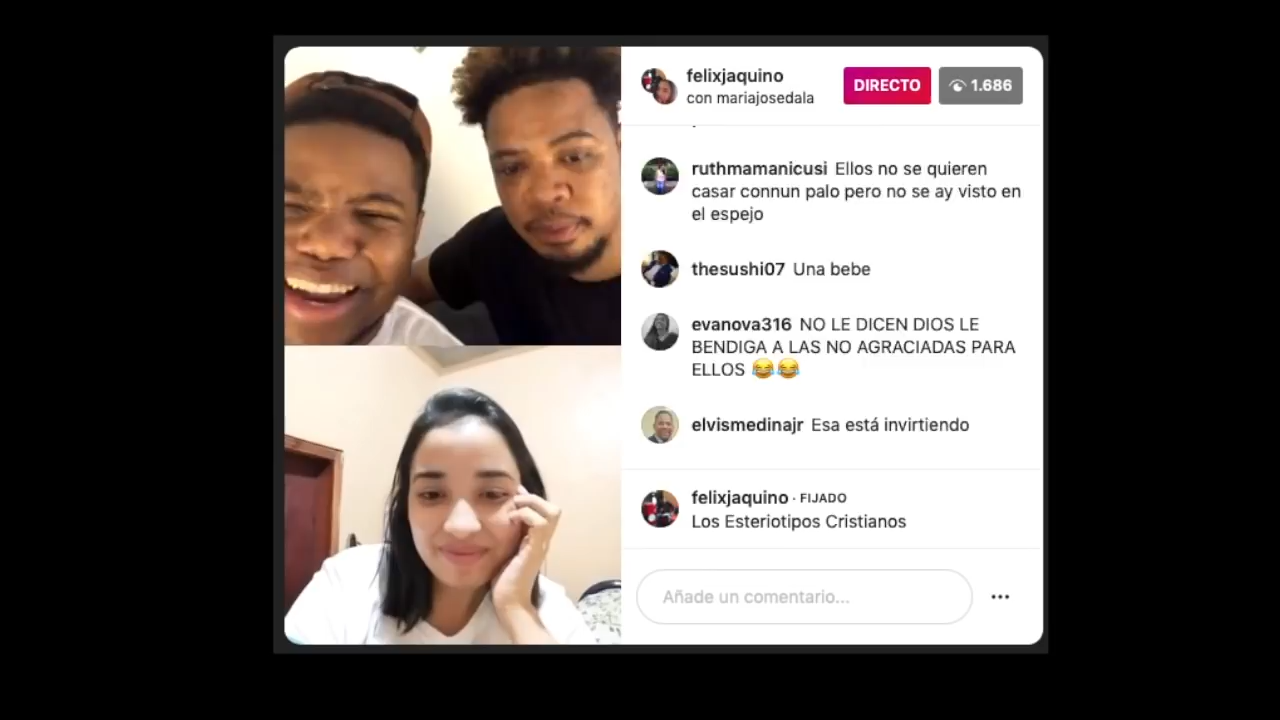 felixjaquino
con mariajosedala
DIRECTO
1.686
ruthmamanicusi Ellos no se quieren
casar connun palo pero no se ay visto en
el espejo
thesushi07 Una bebe
evanova316 NO LE DICEN DIOS LE
BENDIGA A LAS NO AGRACIADAS PARA
ELLOS 😂😂
elvismedinajr Esa está invirtiendo
felixjaquino · FIJADO
Los Esteriotipos Cristianos
Añade un comentario...